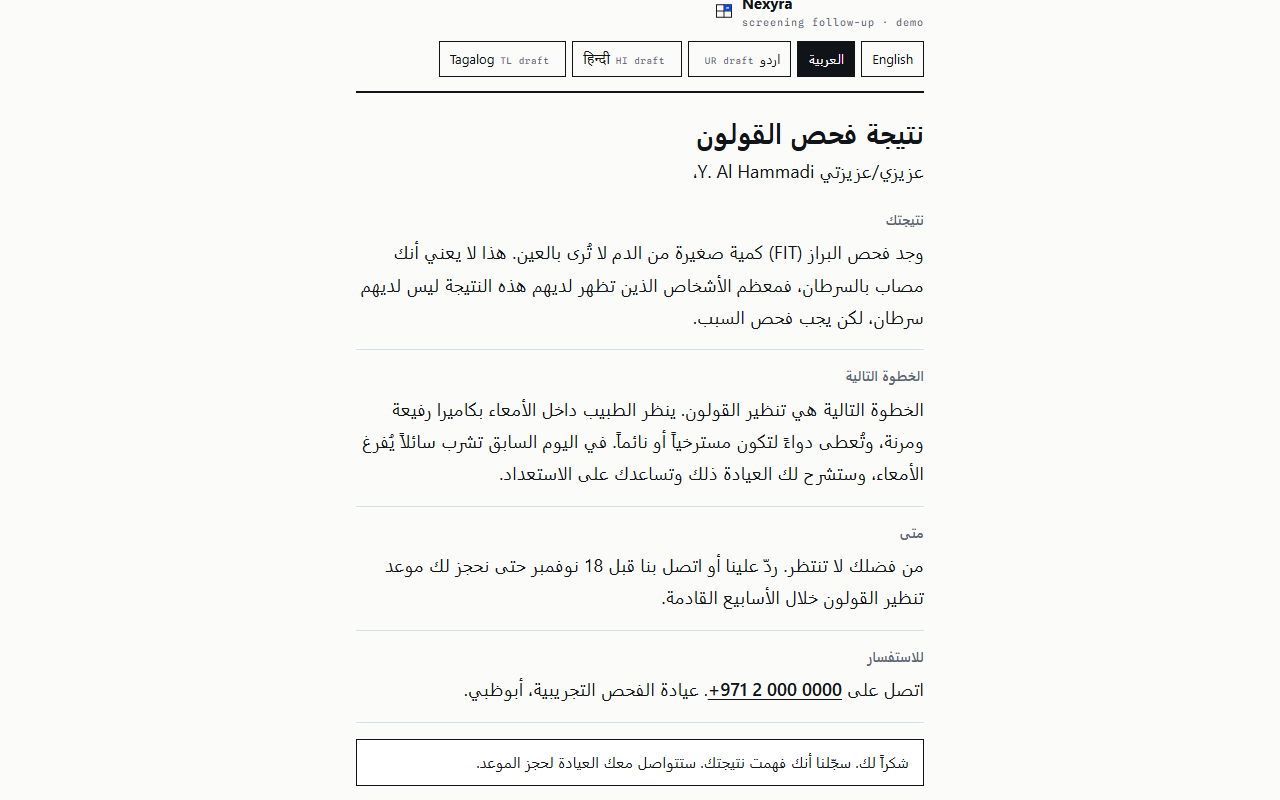 Nexyra
screening follow-up · demo
English
العربية
اردو UR draft
हिन्दी HI draft
Tagalog TL draft
نتيجة فحص القولون
عزيزي/عزيزتي Y. Al Hammadi،
نتيجتك
وجد فحص البراز (FIT) كمية صغيرة من الدم لا تُرى بالعين. هذا لا يعني أنك
مصاب بالسرطان، فمعظم الأشخاص الذين تظهر لديهم هذه النتيجة ليس لديهم
سرطان، لكن يجب فحص السبب.
الخطوة التالية
الخطوة التالية هي تنظير القولون. ينظر الطبيب داخل الأمعاء بكاميرا رفيعة
ومرنة، وتُعطى دواءً لتكون مسترخياً أو نائماً. في اليوم السابق تشرب سائلاً يُفرغ
الأمعاء، وستشرح لك العيادة ذلك وتساعدك على الاستعداد.
متى
من فضلك لا تنتظر. ردّ علينا أو اتصل بنا قبل 18 نوفمبر حتى نحجز لك موعد
تنظير القولون خلال الأسابيع القادمة.
للاستفسار
اتصل على +971 2 000 0000. عيادة الفحص التجريبية، أبوظبي.
شكراً لك. سجّلنا أنك فهمت نتيجتك. ستتواصل معك العيادة لحجز الموعد.